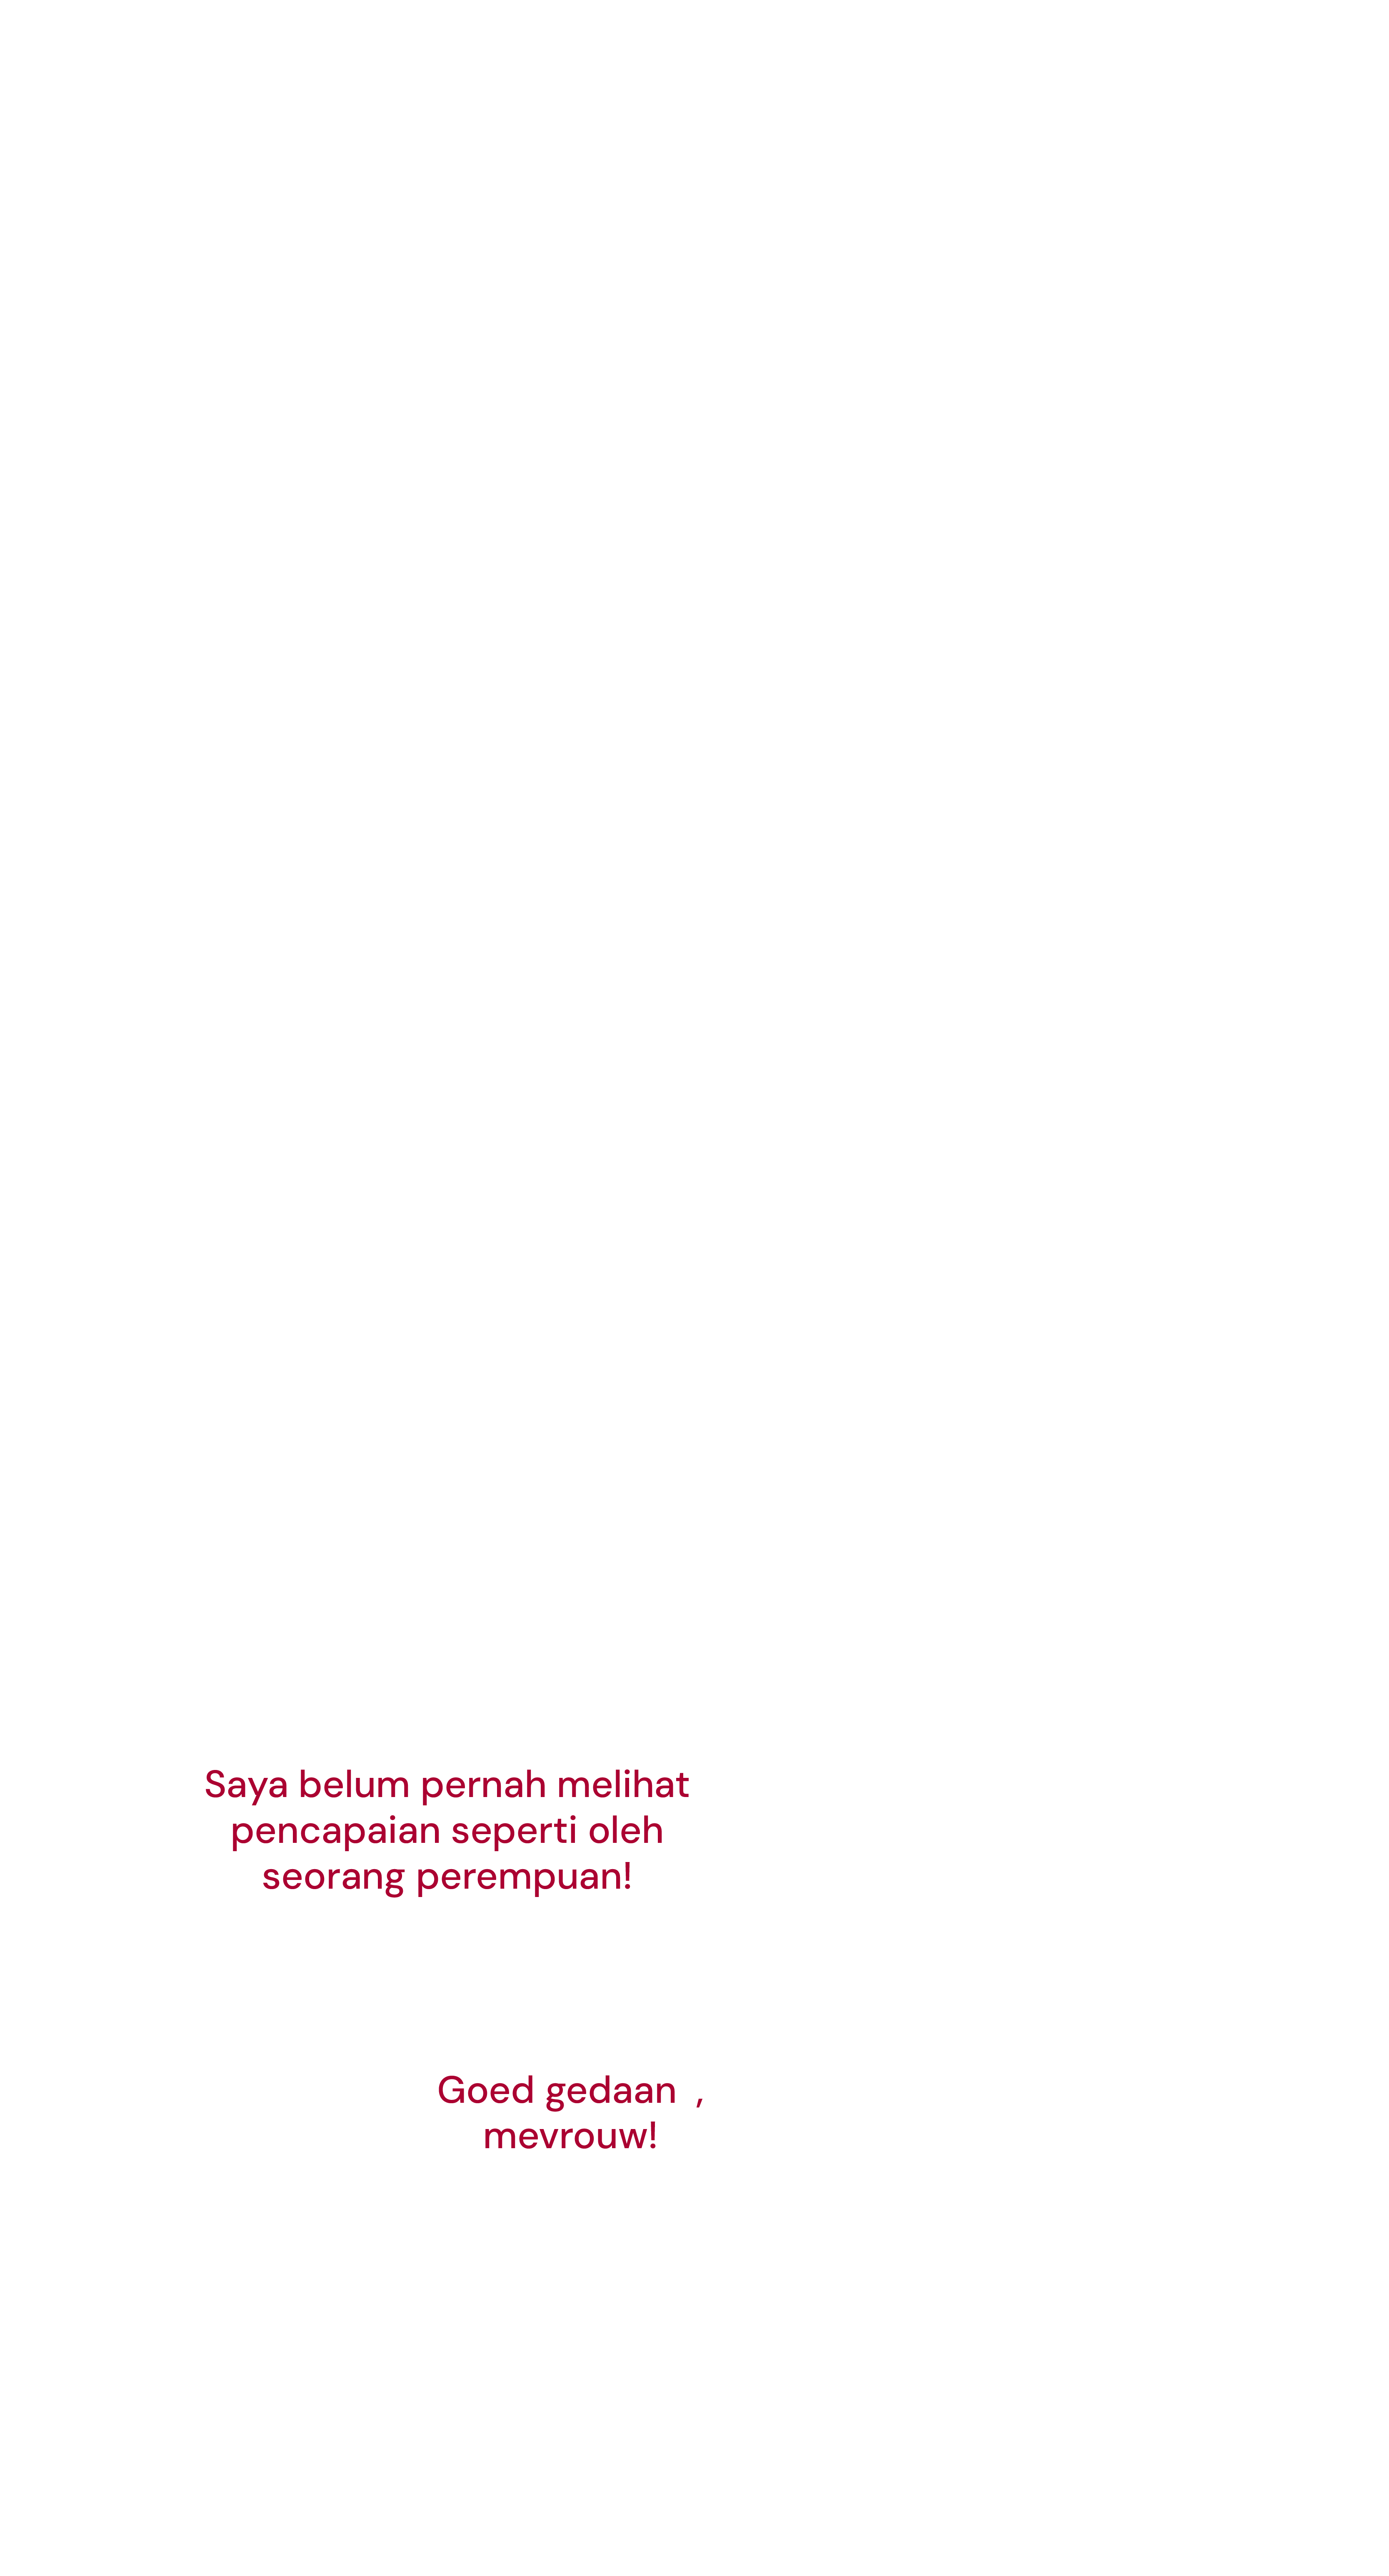 Saya belum pernah melihat
pencapaian seperti oleh
seorang perempuan!
Goed gedaan  ,
mevrouw!